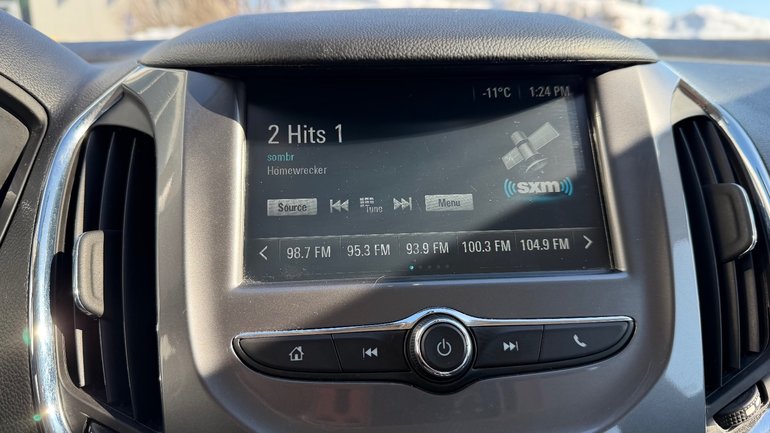 -11°C 1:24 PM
2 Hits 1
sombr
Homewrecker
Source Tune Menu
sxm
98.7 FM 95.3 FM 93.9 FM 100.3 FM 104.9 FM